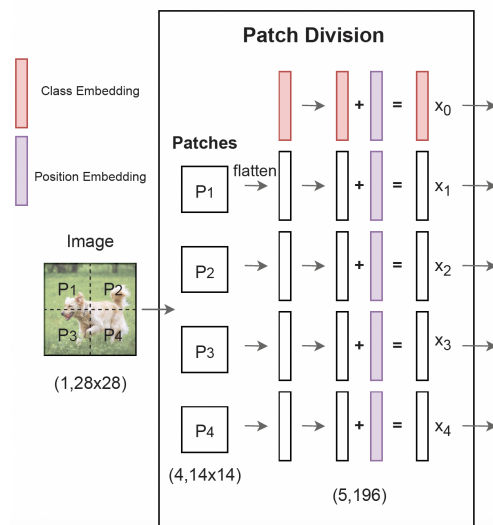 Patch Division
Class Embedding
+
=
x0
Position Embedding
Patches
flatten
P1
+
=
x1
Image
P1
P2
P3
P4
(1,28x28)
P2
+
=
x2
P3
+
=
x3
P4
+
=
x4
(4,14x14)
(5,196)